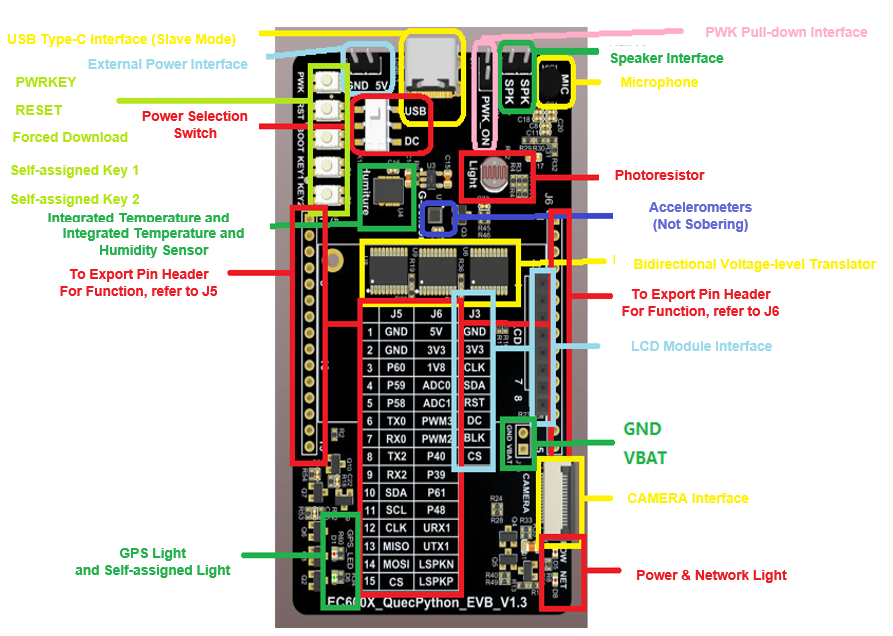 USB Type-C Interface (Slave Mode)
External Power Interface
PWRKEY
RESET
Forced Download
Self-assigned Key 1
Self-assigned Key 2
Power Selection
Switch
Integrated Temperature and
Integrated Temperature and
Humidity Sensor
To Export Pin Header
For Function, refer to J5
GPS Light
and Self-assigned Light
PWK Pull-down Interface
Speaker Interface
Microphone
Photoresistor
Accelerometers
(Not Sobering)
Bidirectional Voltage-level Translator
To Export Pin Header
For Function, refer to J6
LCD Module Interface
GND
VBAT
CAMERA Interface
Power & Network Light
PWK
RST
KEY1
KEY2
GND 5V
USB
DC
PWK_ON
SPK
SPK
MIC
Light
J6
7
8
GND VBAT
CAMERA
NET
GPS_LED
J5 J6 J3
1 GND 5V GND
2 GND 3V3 3V3
3 P60 1V8 CLK
4 P59 ADC0 SDA
5 P58 ADC1 RST
6 TX0 PWM3 DC
7 RX0 PWM2 BLK
8 TX2 P40 CS
9 RX2 P39
10 SDA P61
11 SCL P48
12 CLK URX1
13 MISO UTX1
14 MOSI LSPKN
15 CS LSPKP
EC600X_QuecPython_EVB_V1.3